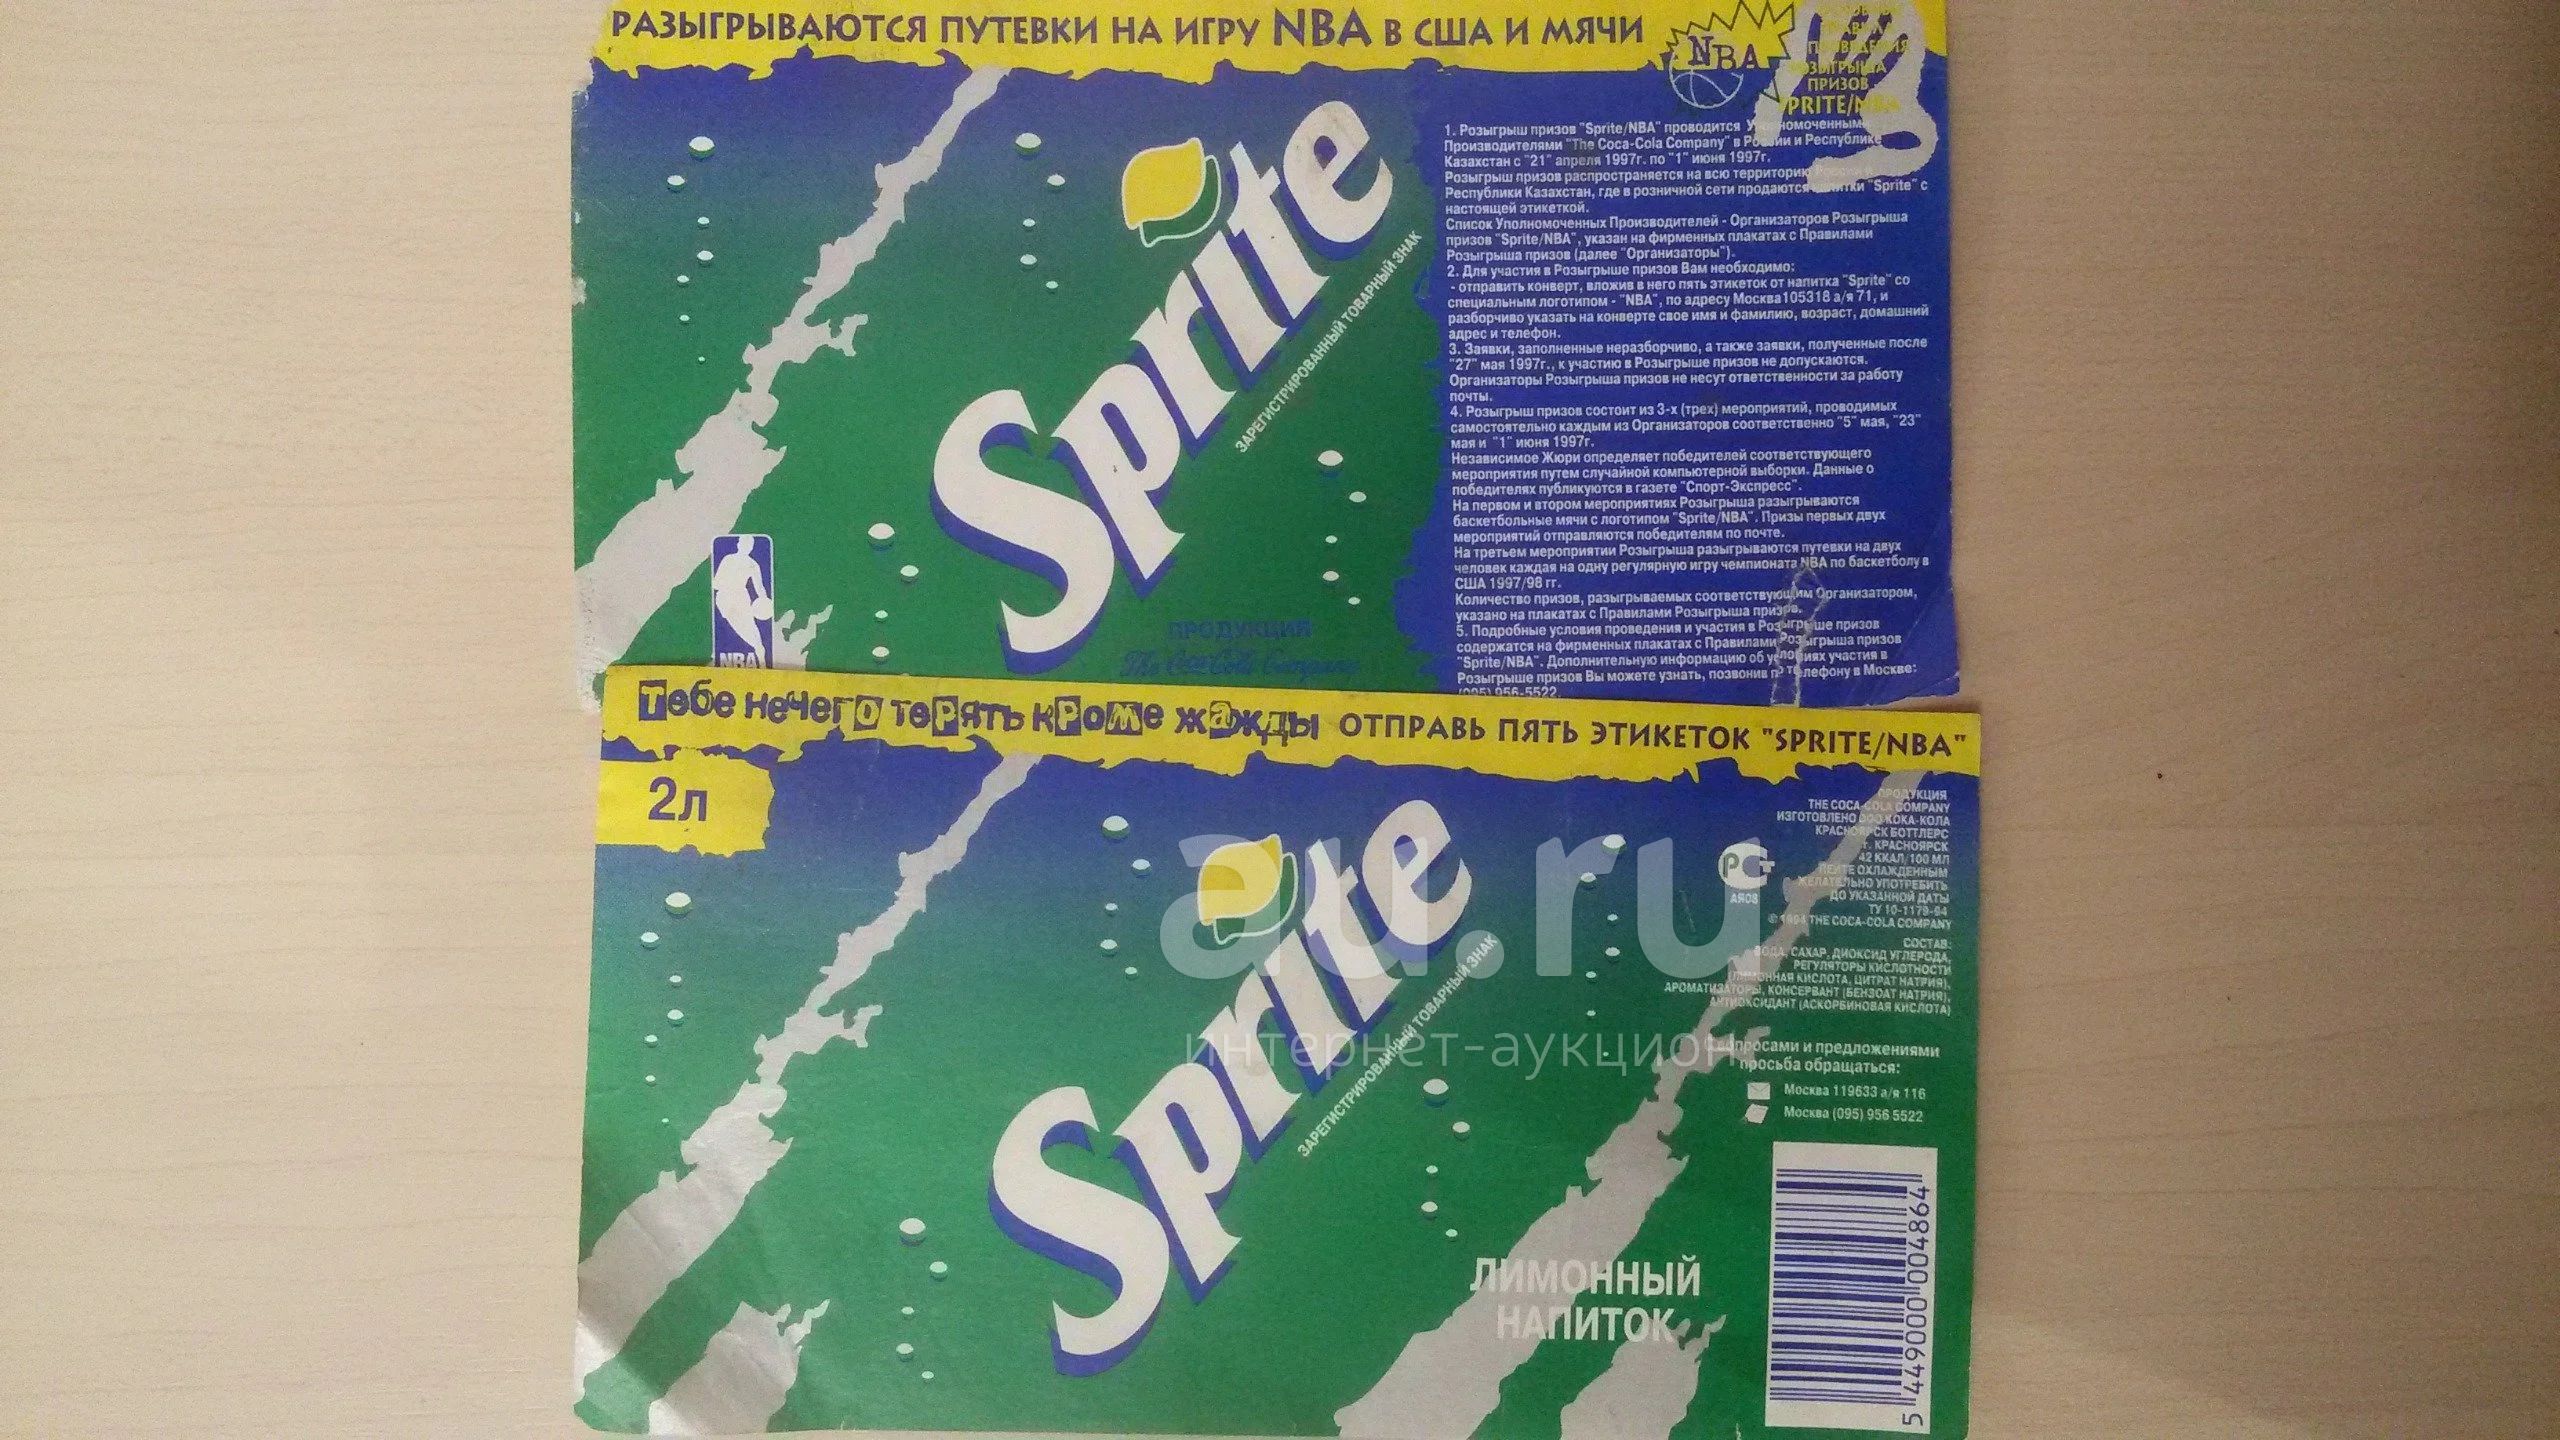 РАЗЫГРЫВАЮТСЯ ПУТЕВКИ НА ИГРУ NBA В США И МЯЧИ
NBA
ПРОВЕДЕНИЯ
РОЗЫГРЫША
ПРИЗОВ
SPRITE/NBA
Sprite
ЗАРЕГИСТРИРОВАННЫЙ ТОВАРНЫЙ ЗНАК
NBA
ПРОДУКЦИЯ
The Coca-Cola Company
1. Розыгрыш призов "Sprite/NBA" проводится Уполномоченными
Производителями "The Coca-Cola Company" в России и Республике
Казахстан с "21" апреля 1997г. по "1" июня 1997г.
Розыгрыш призов распространяется на всю территорию России и
Республики Казахстан, где в розничной сети продаются напитки "Sprite" с
настоящей этикеткой.
Список Уполномоченных Производителей - Организаторов Розыгрыша
призов "Sprite/NBA", указан на фирменных плакатах с Правилами
Розыгрыша призов (далее "Организаторы").
2. Для участия в Розыгрыше призов Вам необходимо:
- отправить конверт, вложив в него пять этикеток от напитка "Sprite" со
специальным логотипом - "NBA", по адресу Москва 105318 а/я 71, и
разборчиво указать на конверте свое имя и фамилию, возраст, домашний
адрес и телефон.
3. Заявки, заполненные неразборчиво, а также заявки, полученные после
"27" мая 1997г., к участию в Розыгрыше призов не допускаются.
Организаторы Розыгрыша призов не несут ответственности за работу
почты.
4. Розыгрыш призов состоит из 3-х (трех) мероприятий, проводимых
самостоятельно каждым из Организаторов соответственно "5" мая, "23"
мая и "1" июня 1997г.
Независимое Жюри определяет победителей соответствующего
мероприятия путем случайной компьютерной выборки. Данные о
победителях публикуются в газете "Спорт-Экспресс".
На первом и втором мероприятиях Розыгрыша разыгрываются
баскетбольные мячи с логотипом "Sprite/NBA". Призы первых двух
мероприятий отправляются победителям по почте.
На третьем мероприятии Розыгрыша разыгрываются путевки на двух
человек каждая на одну регулярную игру чемпионата NBA по баскетболу в
США 1997/98 гг.
Количество призов, разыгрываемых соответствующим Организатором,
указано на плакатах с Правилами Розыгрыша призов.
5. Подробные условия проведения и участия в Розыгрыше призов
содержатся на фирменных плакатах с Правилами Розыгрыша призов
"Sprite/NBA". Дополнительную информацию об условиях участия в
Розыгрыше призов Вы можете узнать, позвонив по телефону в Москве:
(095) 956-5522.
Тебе нечего терять кроме жажды ОТПРАВЬ ПЯТЬ ЭТИКЕТОК "SPRITE/NBA"
2л
Sprite
ЗАРЕГИСТРИРОВАННЫЙ ТОВАРНЫЙ ЗНАК
au.ru
интернет-аукцион
РСТ
АЯ08
ПРОДУКЦИЯ
THE COCA-COLA COMPANY
ИЗГОТОВЛЕНО ООО КОКА-КОЛА
КРАСНОЯРСК БОТТЛЕРС
г. КРАСНОЯРСК
42 ККАЛ/100 МЛ
ПЕЙТЕ ОХЛАЖДЕННЫМ
ЖЕЛАТЕЛЬНО УПОТРЕБИТЬ
ДО УКАЗАННОЙ ДАТЫ
ТУ 10-1179-94
© 1994 THE COCA-COLA COMPANY
СОСТАВ:
ВОДА, САХАР, ДИОКСИД УГЛЕРОДА,
РЕГУЛЯТОРЫ КИСЛОТНОСТИ
(ЛИМОННАЯ КИСЛОТА, ЦИТРАТ НАТРИЯ),
АРОМАТИЗАТОРЫ, КОНСЕРВАНТ (БЕНЗОАТ НАТРИЯ),
АНТИОКСИДАНТ (АСКОРБИНОВАЯ КИСЛОТА)
С вопросами и предложениями
просьба обращаться:
Москва 119633 а/я 116
Москва (095) 956 5522
ЛИМОННЫЙ
НАПИТОК
5 449000 004864